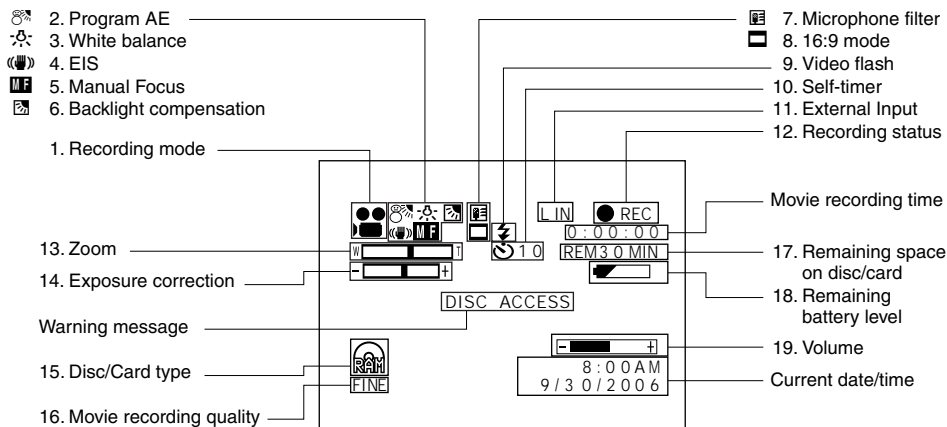 2. Program AE
3. White balance
4. EIS
MF 5. Manual Focus
6. Backlight compensation
1. Recording mode
7. Microphone filter
8. 16:9 mode
9. Video flash
10. Self-timer
11. External Input
12. Recording status
Movie recording time
L IN
● REC
0:00:00
MF
13. Zoom
W T
10
REM30 MIN
17. Remaining space
on disc/card
14. Exposure correction
- +
18. Remaining
battery level
DISC ACCESS
Warning message
19. Volume
- +
15. Disc/Card type
RAM
8:00AM
9/30/2006
Current date/time
FINE
16. Movie recording quality